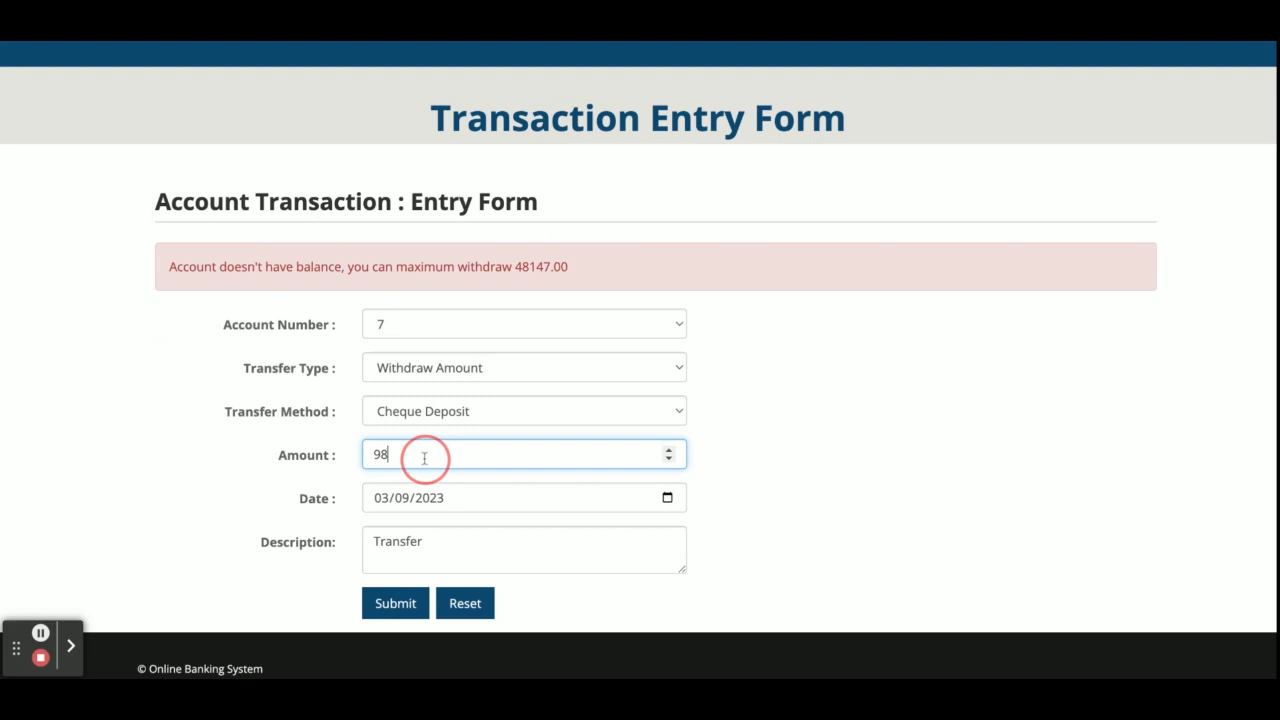 Transaction Entry Form
Account Transaction : Entry Form
Account doesn't have balance, you can maximum withdraw 48147.00
Account Number : 7
Transfer Type : Withdraw Amount
Transfer Method : Cheque Deposit
Amount : 98
Date : 03/09/2023
Description: Transfer
Submit Reset
© Online Banking System